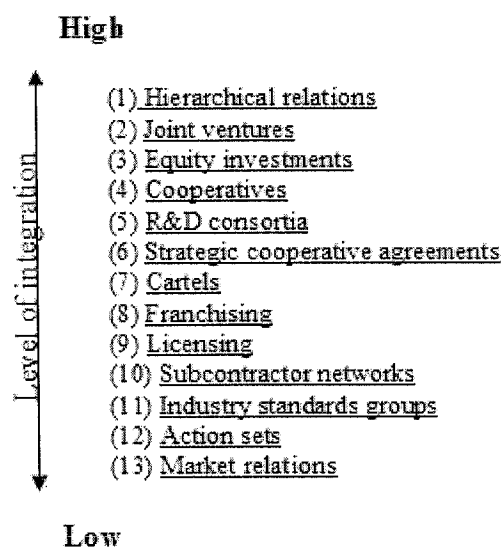 High
Level of integration
(1) Hierarchical relations
(2) Joint ventures
(3) Equity investments
(4) Cooperatives
(5) R&D consortia
(6) Strategic cooperative agreements
(7) Cartels
(8) Franchising
(9) Licensing
(10) Subcontractor networks
(11) Industry standards groups
(12) Action sets
(13) Market relations
Low